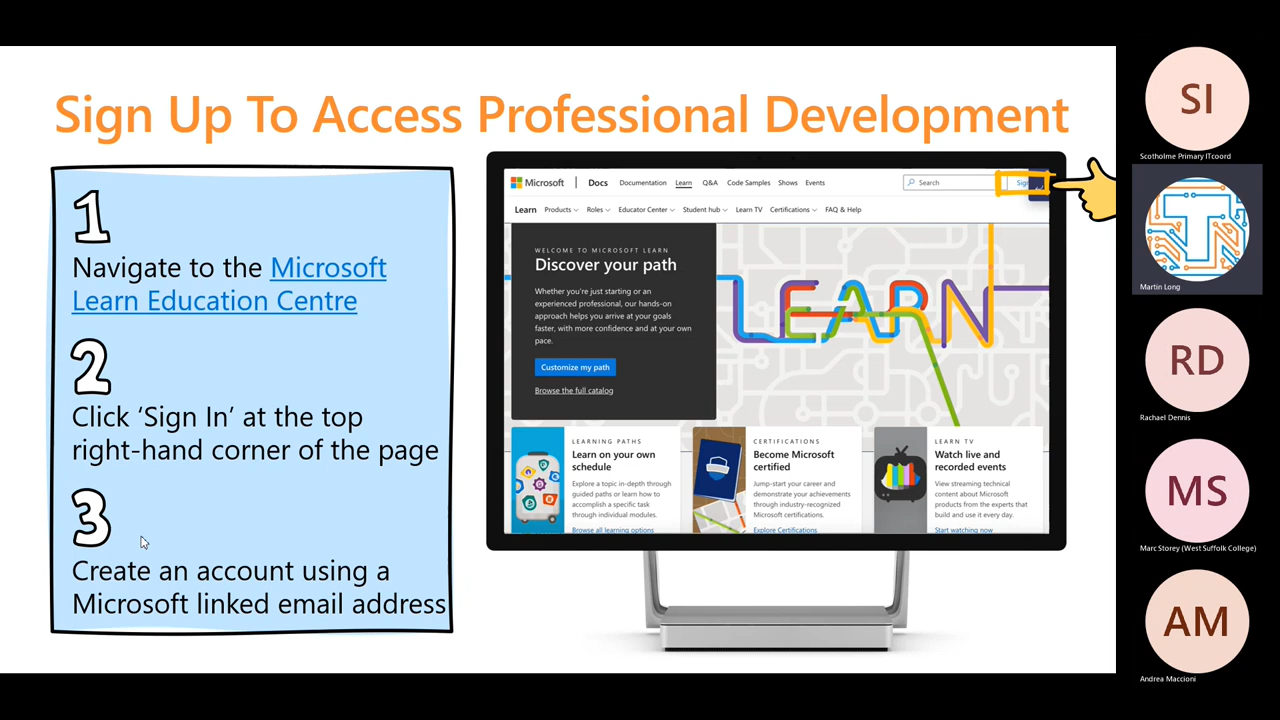 Sign Up To Access Professional Development
1
Navigate to the Microsoft
Learn Education Centre
2
Click ‘Sign In’ at the top
right-hand corner of the page
3
Create an account using a
Microsoft linked email address
Microsoft | Docs Documentation Learn Q&A Code Samples Shows Events Search
Learn Products Roles Educator Center Student hub Learn TV Certifications FAQ & Help
WELCOME TO MICROSOFT LEARN
Discover your path
Whether you're just starting or an
experienced professional, our hands-on
approach helps you arrive at your goals
faster, with more confidence and at your own
pace.
Customize my path
Browse the full catalog
LEARN
LEARNING PATHS
Learn on your own
schedule
Explore a topic in-depth through
guided paths or learn how to
accomplish a specific task
through individual modules.
Browse all learning options
CERTIFICATIONS
Become Microsoft
certified
Jump-start your career and
demonstrate your achievements
through industry-recognized
Microsoft certifications.
Explore Certifications
LEARN TV
Watch live and
recorded events
View streaming technical
content about Microsoft
products from the experts that
build and use it every day.
Start watching now
SI
Scotholme Primary ITcoord
Martin Long
RD
Rachael Dennis
MS
Marc Storey (West Suffolk College)
AM
Andrea Maccioni